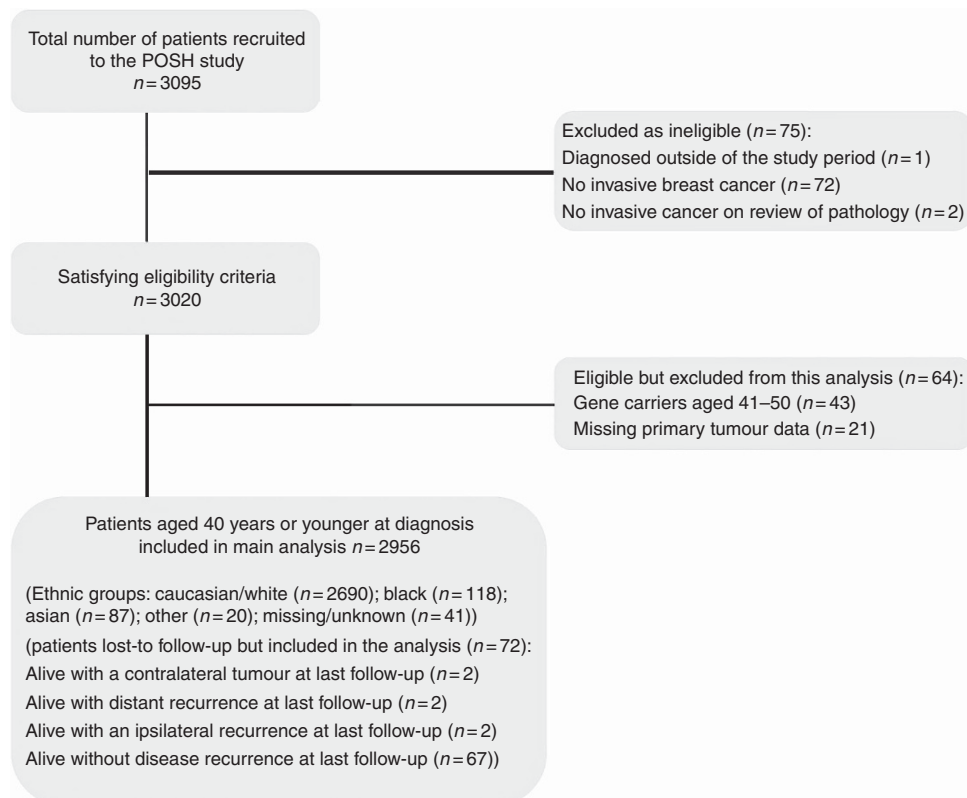 Total number of patients recruited
to the POSH study
n=3095
Excluded as ineligible (n=75):
Diagnosed outside of the study period (n=1)
No invasive breast cancer (n=72)
No invasive cancer on review of pathology (n=2)
Satisfying eligibility criteria
n=3020
Eligible but excluded from this analysis (n=64):
Gene carriers aged 41–50 (n=43)
Missing primary tumour data (n=21)
Patients aged 40 years or younger at diagnosis
included in main analysis n=2956
(Ethnic groups: caucasian/white (n=2690); black (n=118);
asian (n=87); other (n=20); missing/unknown (n=41))
(patients lost-to follow-up but included in the analysis (n=72):
Alive with a contralateral tumour at last follow-up (n=2)
Alive with distant recurrence at last follow-up (n=2)
Alive with an ipsilateral recurrence at last follow-up (n=2)
Alive without disease recurrence at last follow-up (n=67))